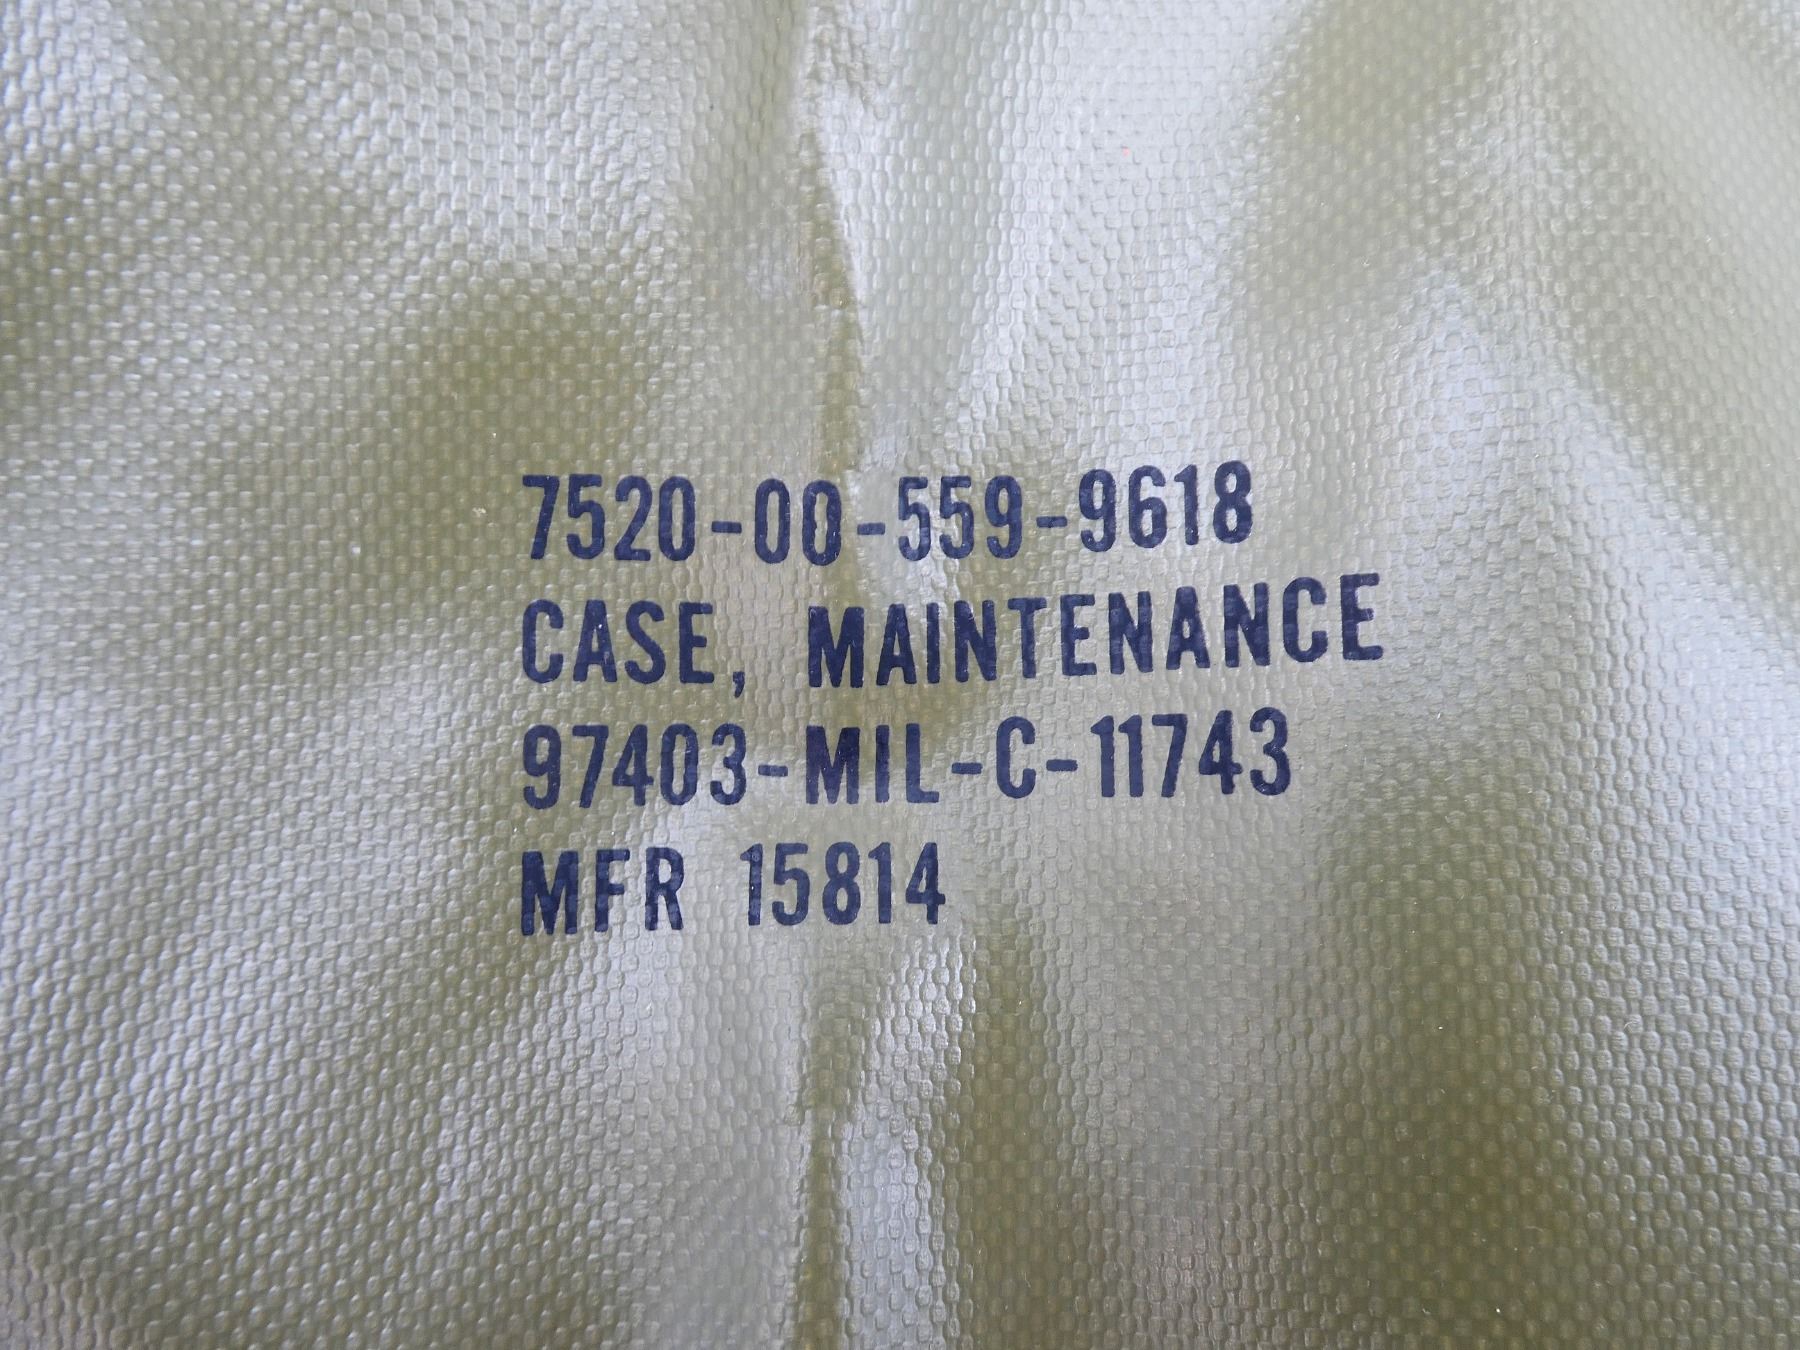 7520-00-559-9618
CASE, MAINTENANCE
97403-MIL-C-11743
MFR 15814